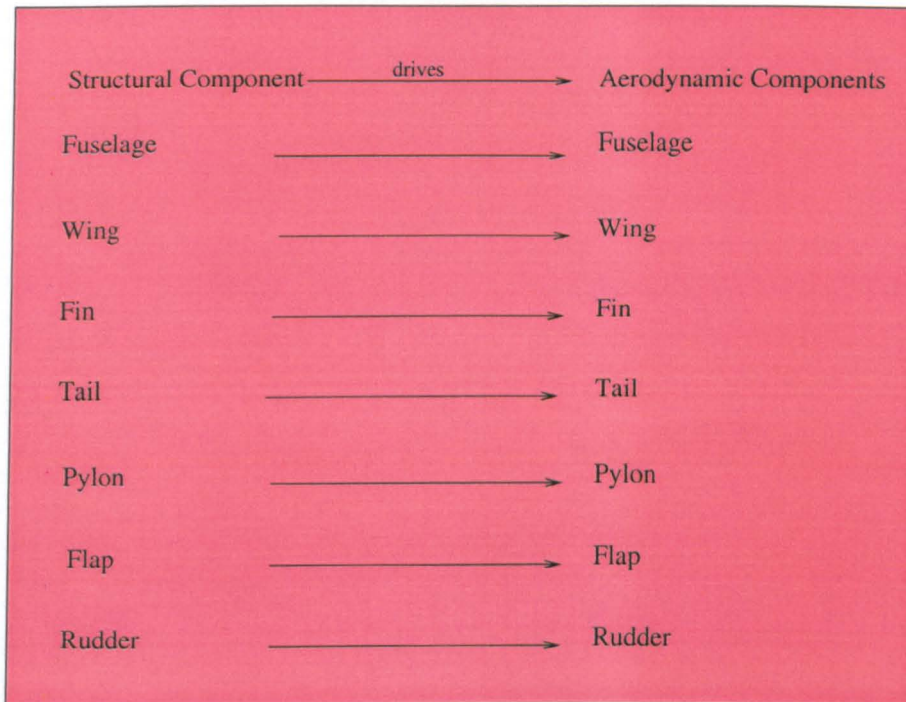 Structural Component drives Aerodynamic Components
Fuselage Fuselage
Wing Wing
Fin Fin
Tail Tail
Pylon Pylon
Flap Flap
Rudder Rudder